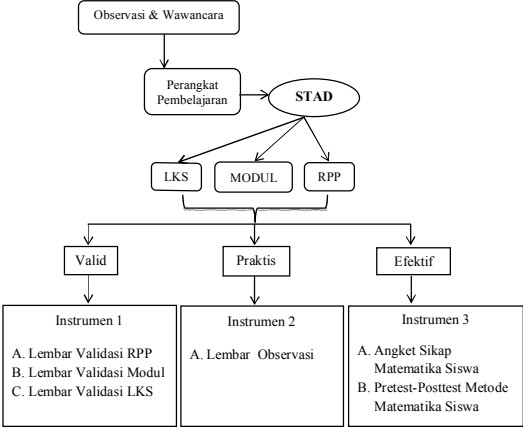 Observasi & Wawancara
Perangkat
Pembelajaran
STAD
LKS
MODUL
RPP
Valid
Praktis
Efektif
Instrumen 1
A. Lembar Validasi RPP
B. Lembar Validasi Modul
C. Lembar Validasi LKS
Instrumen 2
A. Lembar Observasi
Instrumen 3
A. Angket Sikap
Matematika Siswa
B. Pretest-Posttest Metode
Matematika Siswa